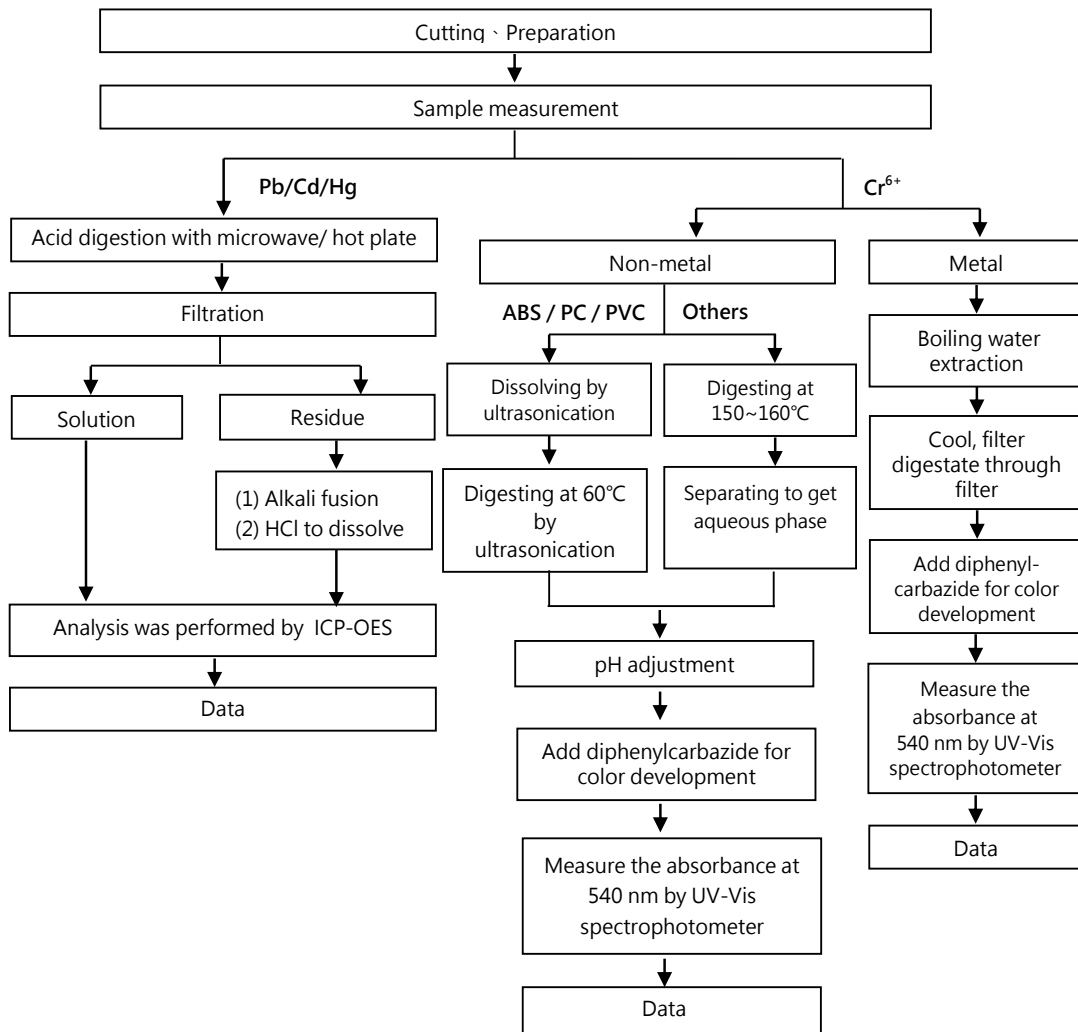 Cutting、Preparation
Sample measurement
Pb/Cd/Hg
Cr6+
Acid digestion with microwave/ hot plate
Non-metal
Metal
Filtration
ABS / PC / PVC
Others
Boiling water
extraction
Solution
Residue
Dissolving by
ultrasonication
Digesting at
150~160℃
Cool, filter
digestate through
filter
(1) Alkali fusion
(2) HCl to dissolve
Digesting at 60℃
by
ultrasonication
Separating to get
aqueous phase
Add diphenyl-
carbazide for color
development
Analysis was performed by ICP-OES
pH adjustment
Data
Measure the
absorbance at
540 nm by UV-Vis
spectrophotometer
Add diphenylcarbazide for
color development
Data
Measure the absorbance at
540 nm by UV-Vis
spectrophotometer
Data